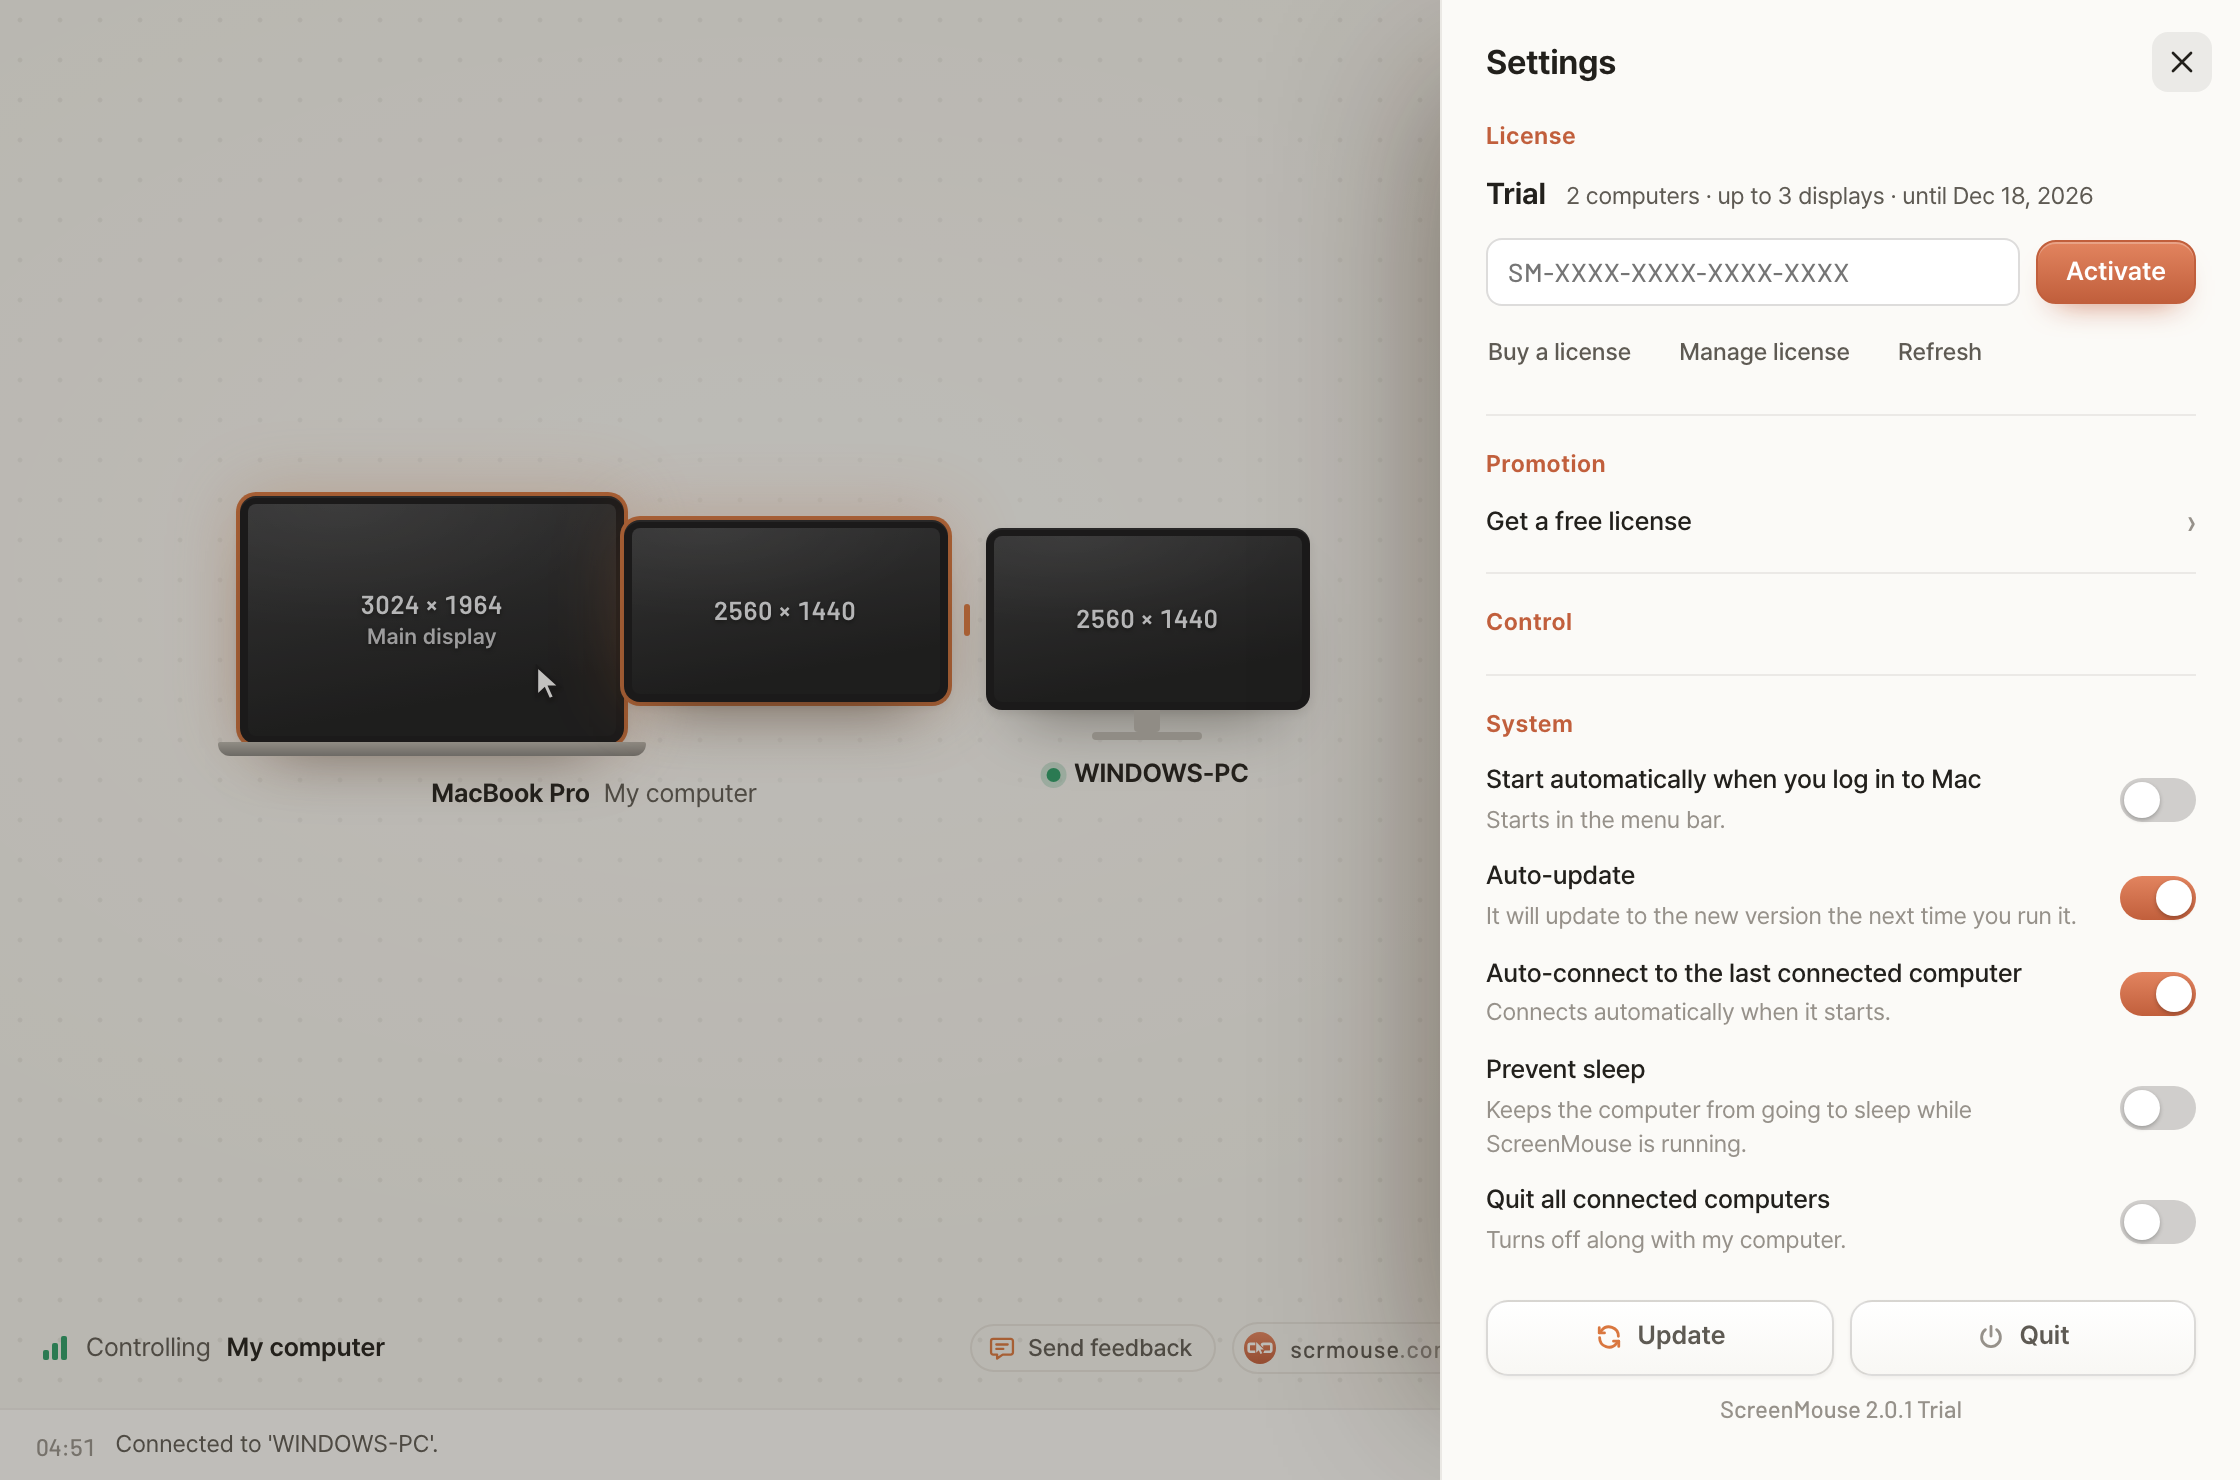 3024 × 1964
Main display
2560 × 1440
2560 × 1440
MacBook Pro My computer
WINDOWS-PC
Controlling My computer
Send feedback
scrmouse.cor
04:51 Connected to 'WINDOWS-PC'.
Settings
License
Trial 2 computers · up to 3 displays · until Dec 18, 2026
SM-XXXX-XXXX-XXXX-XXXX
Activate
Buy a license Manage license Refresh
Promotion
Get a free license
Control
System
Start automatically when you log in to Mac
Starts in the menu bar.
Auto-update
It will update to the new version the next time you run it.
Auto-connect to the last connected computer
Connects automatically when it starts.
Prevent sleep
Keeps the computer from going to sleep while
ScreenMouse is running.
Quit all connected computers
Turns off along with my computer.
Update
Quit
ScreenMouse 2.0.1 Trial